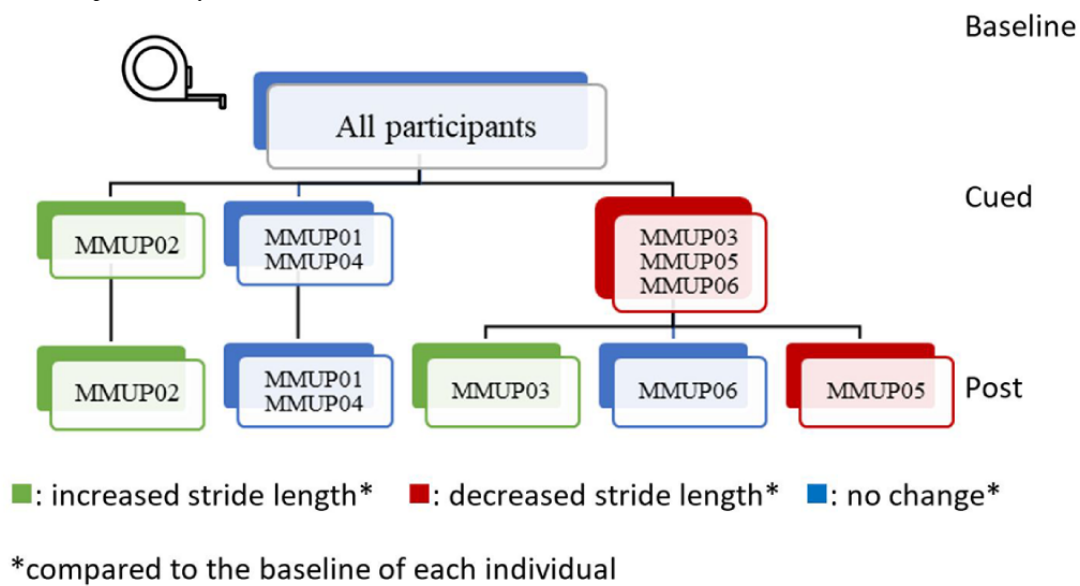 Baseline
All participants
Cued
MMUP02
MMUP01
MMUP04
MMUP03
MMUP05
MMUP06
MMUP02
MMUP01
MMUP04
MMUP03
MMUP06
MMUP05
Post
: increased stride length* : decreased stride length* : no change*
*compared to the baseline of each individual